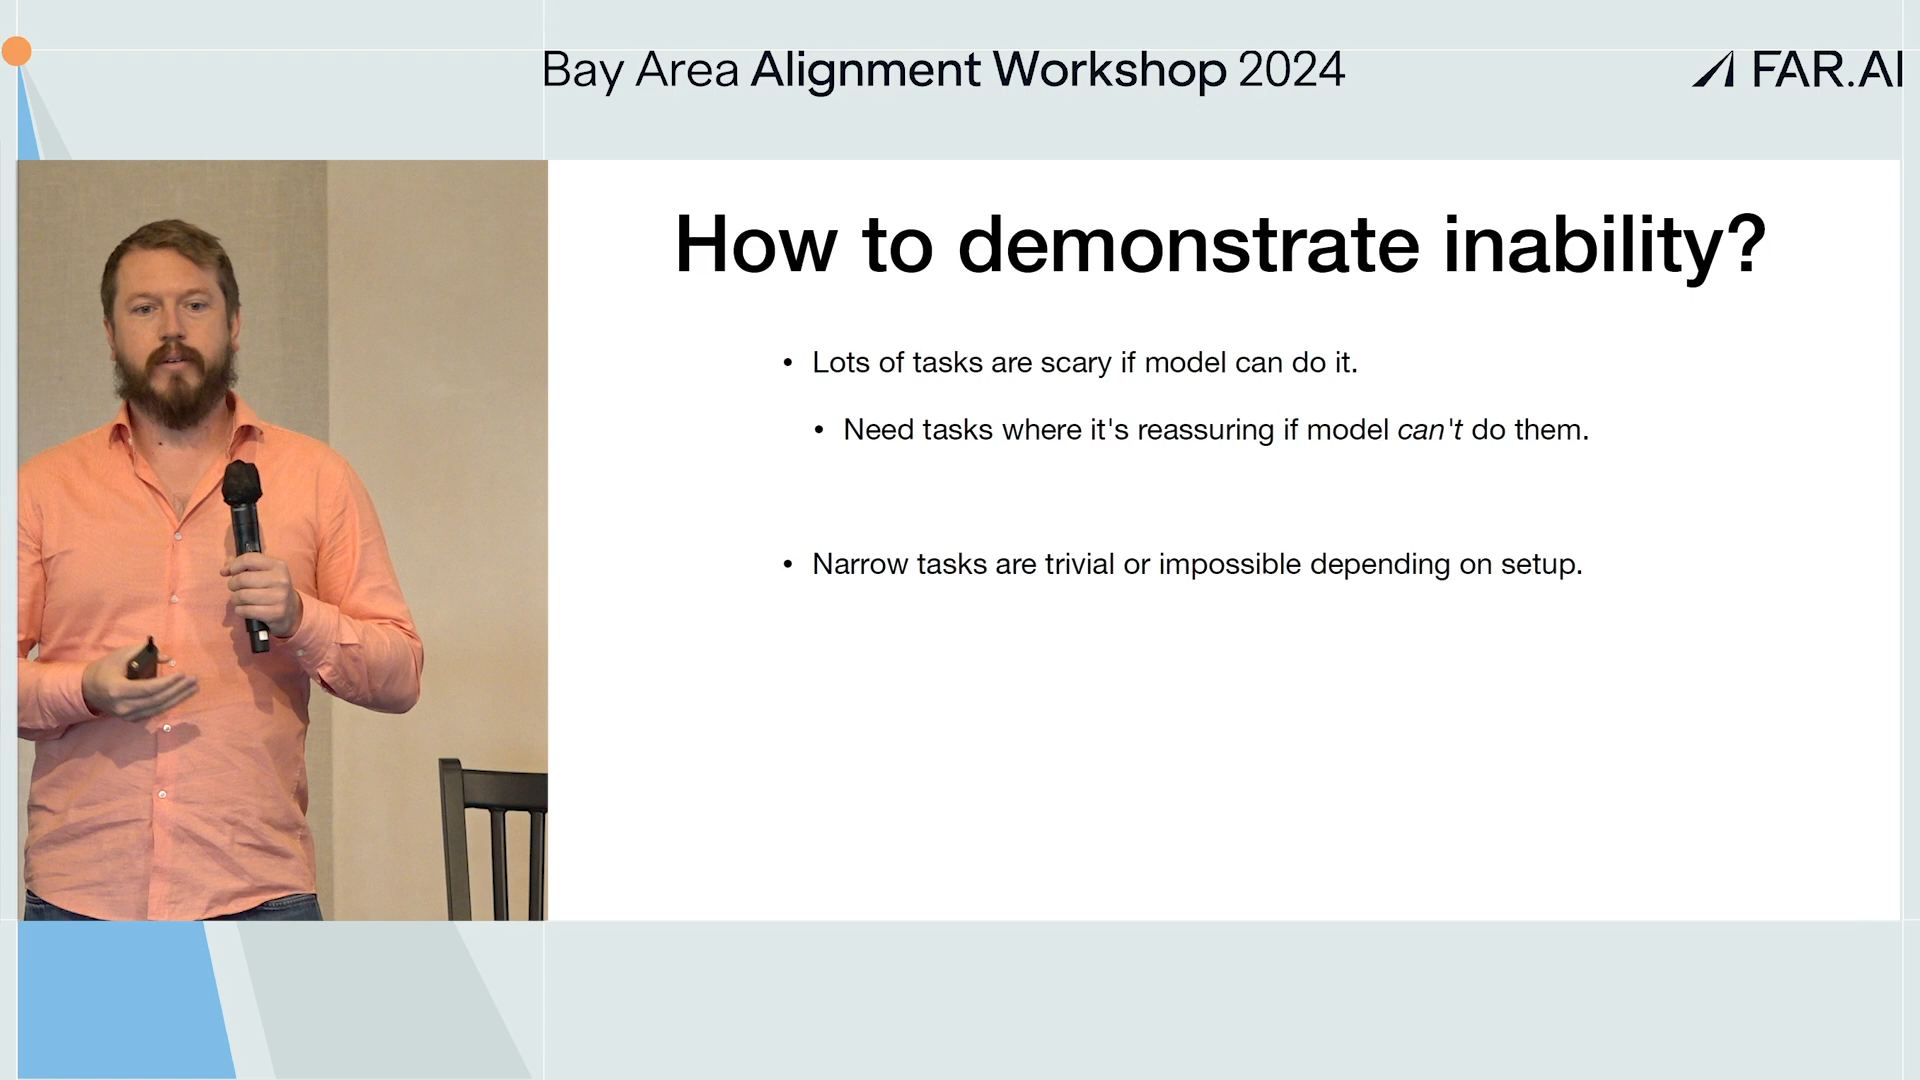 Bay Area Alignment Workshop 2024
FAR.AI
How to demonstrate inability?
• Lots of tasks are scary if model can do it.
• Need tasks where it's reassuring if model can't do them.
• Narrow tasks are trivial or impossible depending on setup.